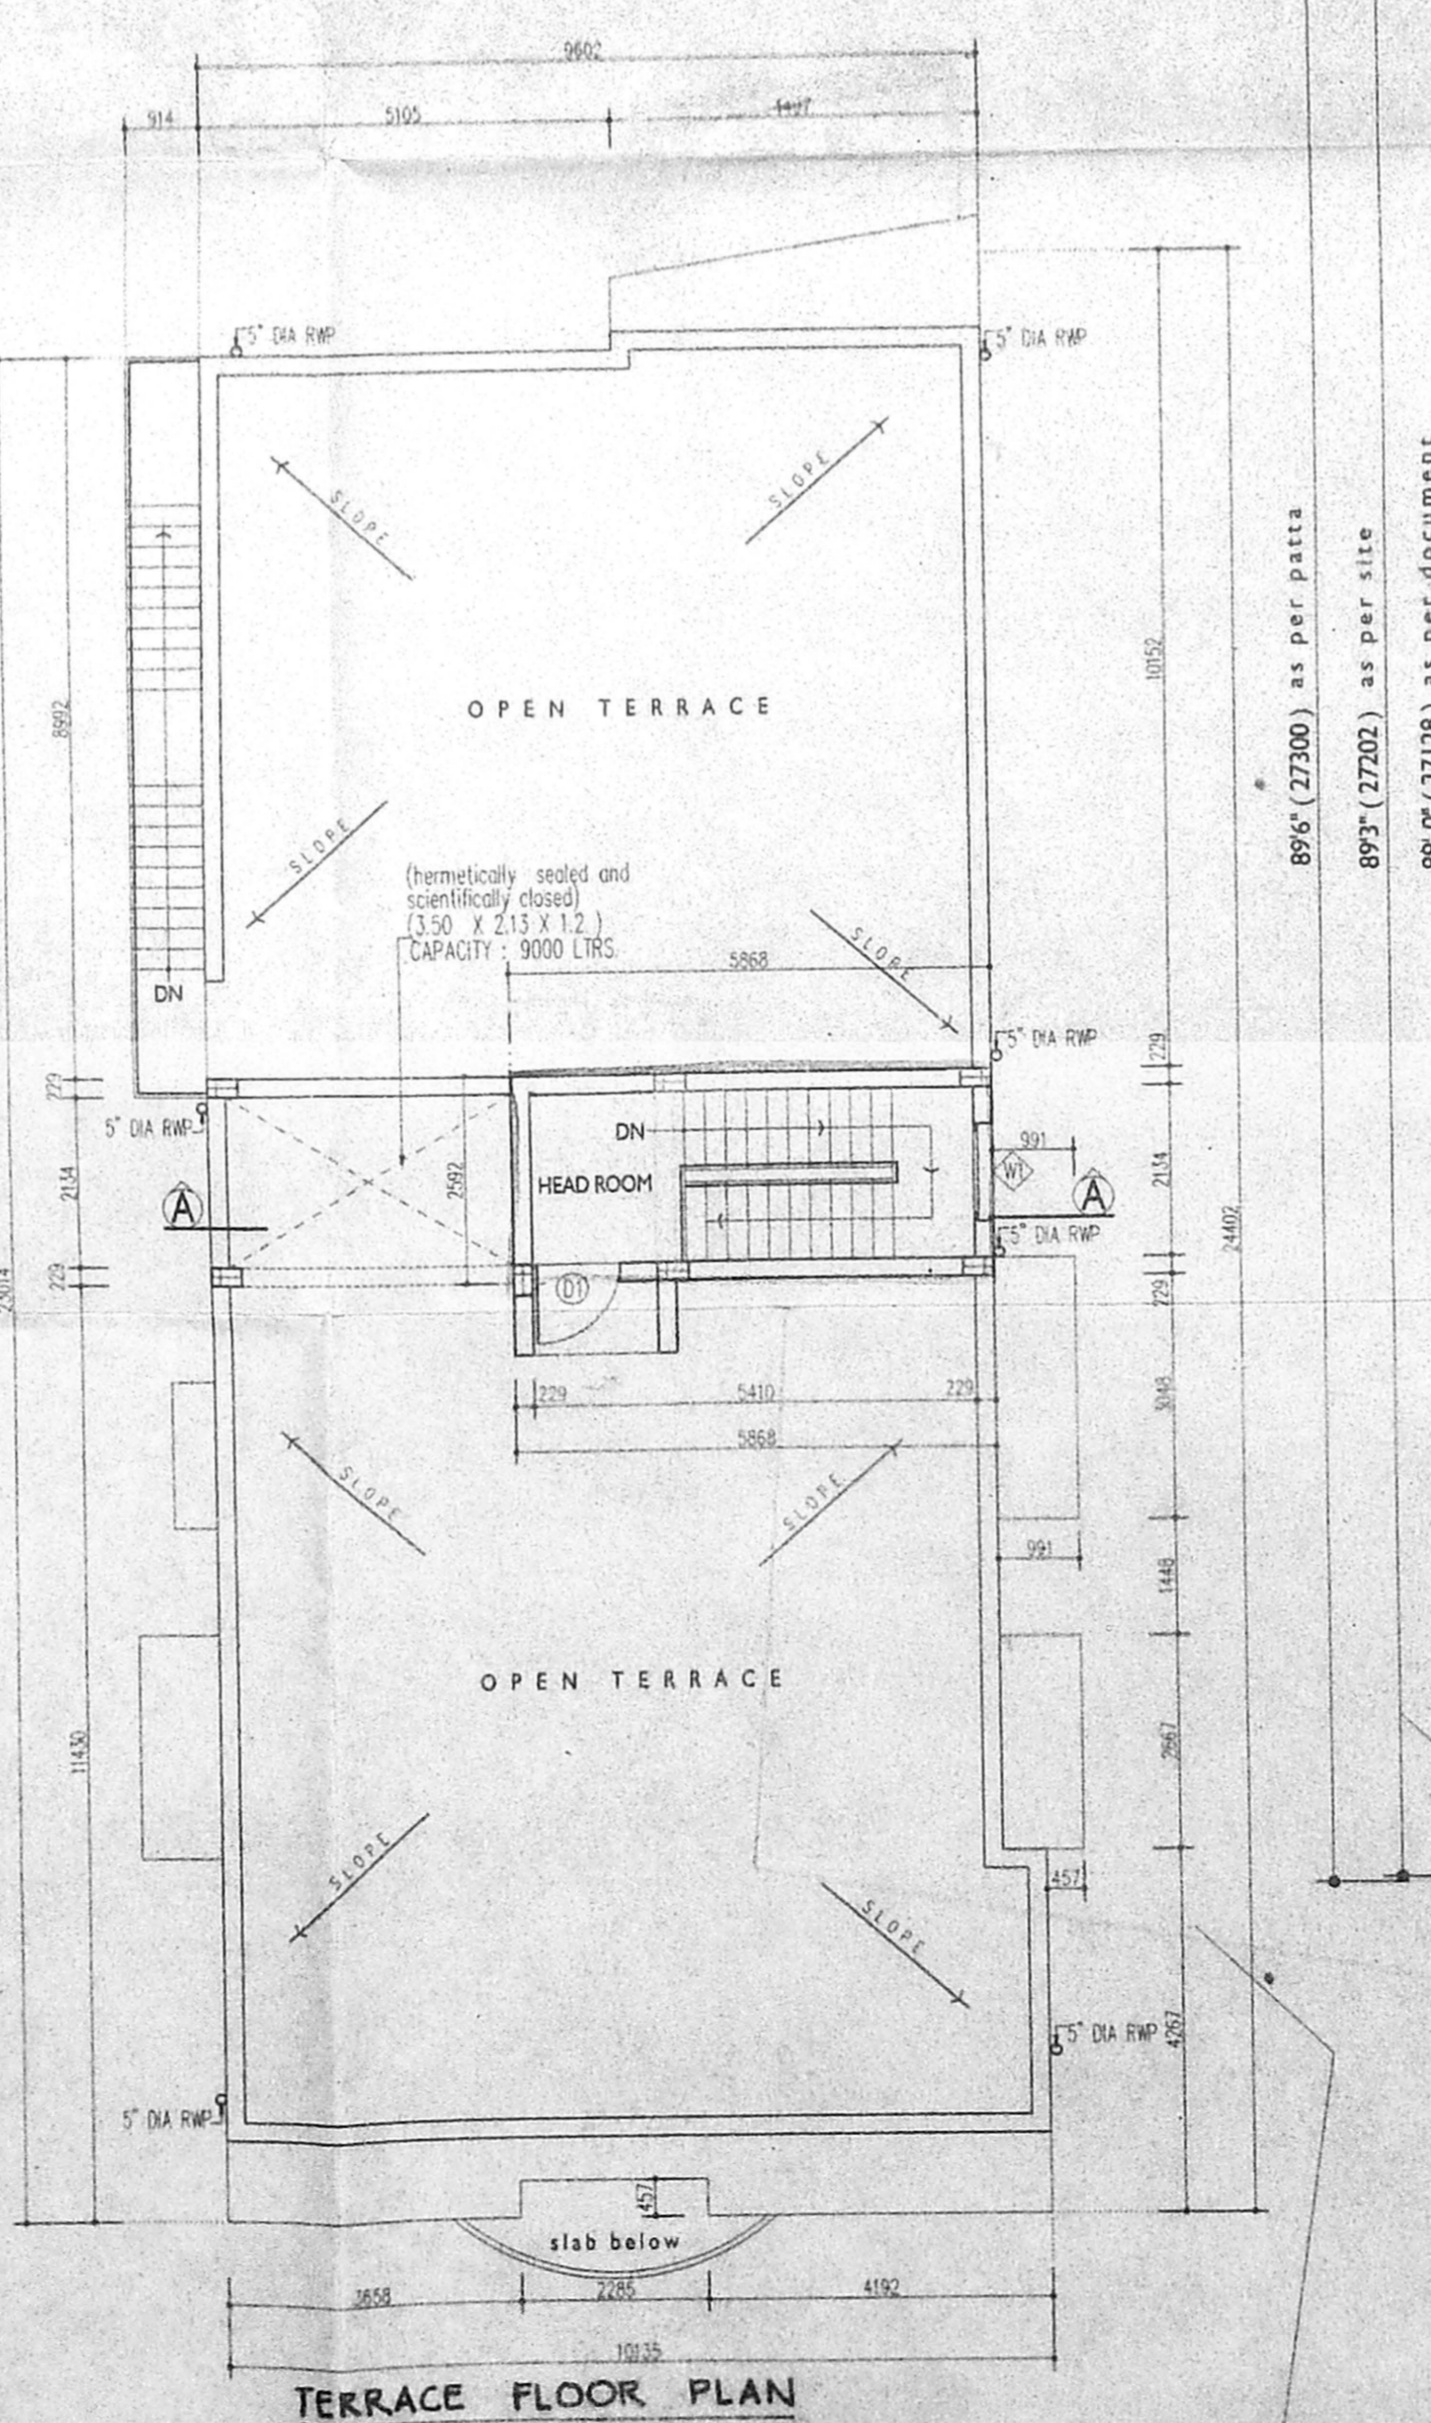 9602
914
5105
4497
5" DIA RWP
5" DIA RWP
SLOPE
SLOPE
8992
OPEN TERRACE
10152
89'6" ( 27300 ) as per patta
89'3" ( 27202 ) as per site
as per document
SLOPE
(hermetically sealed and
scientifically closed)
(3.50 X 2.13 X 1.2 )
CAPACITY : 9000 LTRS.
5868
SLOPE
DN
5" DIA RWP
229
229
5" DIA RWP
DN
991
W1
2134
2592
HEAD ROOM
2134
A
A
5" DIA RWP
24402
23014
229
D1
229
229
5410
229
3048
5868
SLOPE
SLOPE
991
1448
OPEN TERRACE
11430
2667
SLOPE
457
SLOPE
5" DIA RWP
4267
5" DIA RWP
457
slab below
3658
2285
4192
10135
TERRACE FLOOR PLAN